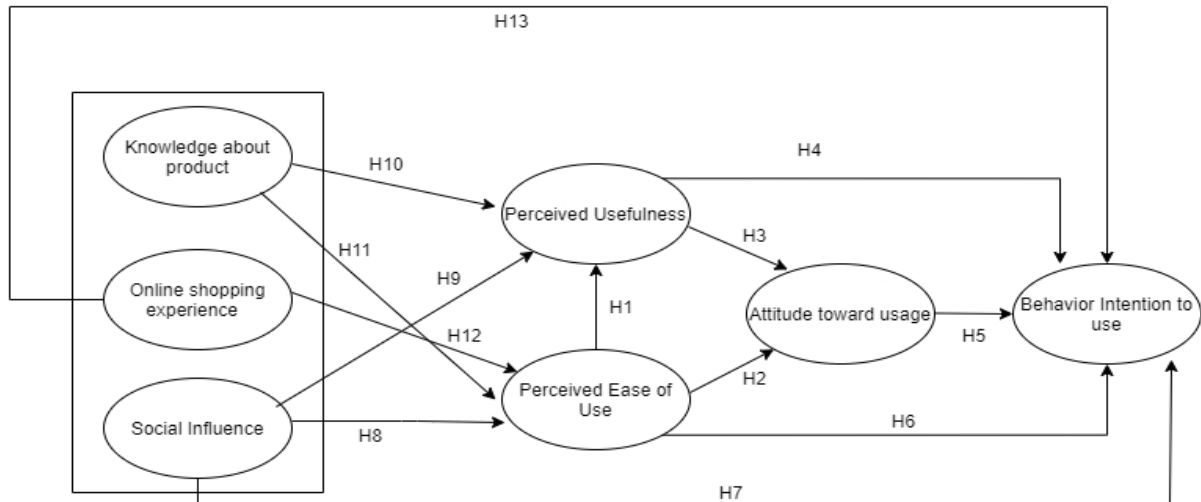 H13
Knowledge about
product
H10
H4
Perceived Usefulness
H11
H3
H9
Online shopping
experience
H1
Attitude toward usage
H5
Behavior Intention to
use
H12
H2
Perceived Ease of
Use
Social Influence
H8
H6
H7